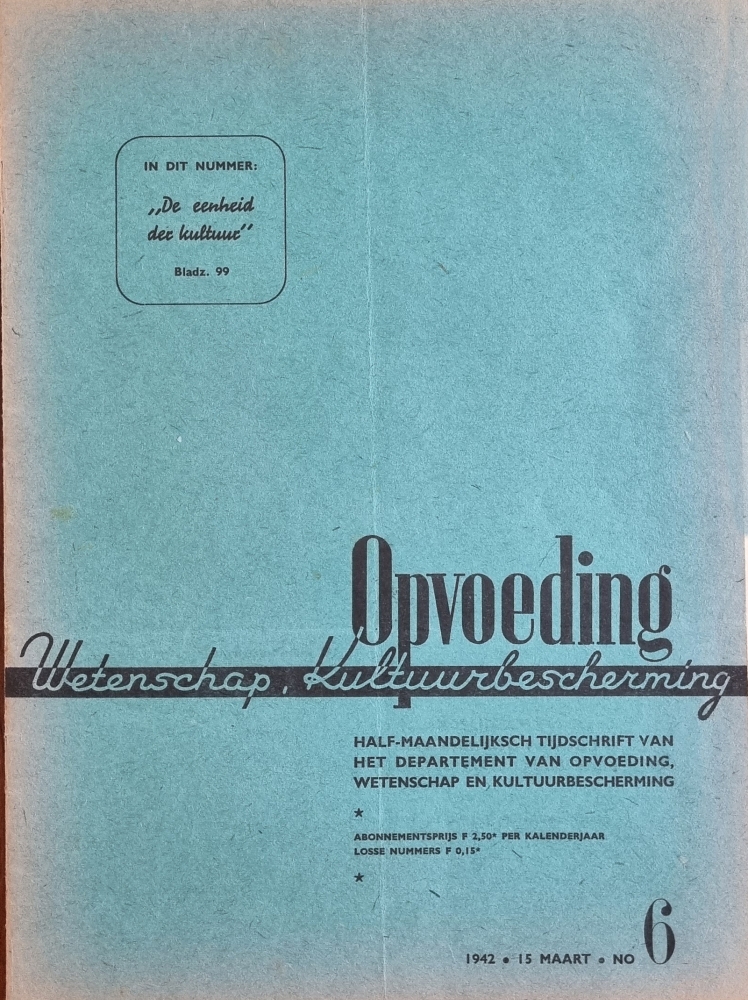 IN DIT NUMMER:
„De eenheid
der kultuur”
Bladz. 99
Opvoeding
Wetenschap, Kultuurbescherming
HALF-MAANDELIJKSCH TIJDSCHRIFT VAN
HET DEPARTEMENT VAN OPVOEDING,
WETENSCHAP EN KULTUURBESCHERMING
★
ABONNEMENTSPRIJS F 2,50* PER KALENDERJAAR
LOSSE NUMMERS F 0,15*
★
1942 • 15 MAART • NO 6